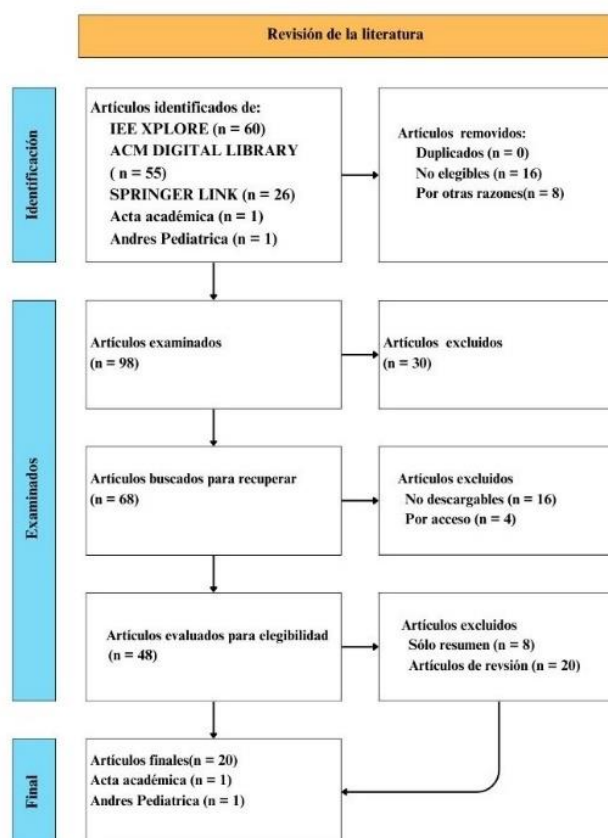 Revisión de la literatura
Identificación
Artículos identificados de:
IEE XPLORE (n = 60)
ACM DIGITAL LIBRARY
( n = 55)
SPRINGER LINK (n = 26)
Acta académica (n = 1)
Andres Pediatrica (n = 1)
Artículos removidos:
Duplicados (n = 0)
No elegibles (n = 16)
Por otras razones(n = 8)
Examinados
Artículos examinados
(n = 98)
Artículos excluidos
(n = 30)
Artículos buscados para recuperar
(n = 68)
Artículos excluidos
No descargables (n = 16)
Por acceso (n = 4)
Artículos evaluados para elegibilidad
(n = 48)
Artículos excluidos
Sólo resumen (n = 8)
Artículos de revsión (n = 20)
Final
Artículos finales(n = 20)
Acta académica (n = 1)
Andres Pediatrica (n = 1)